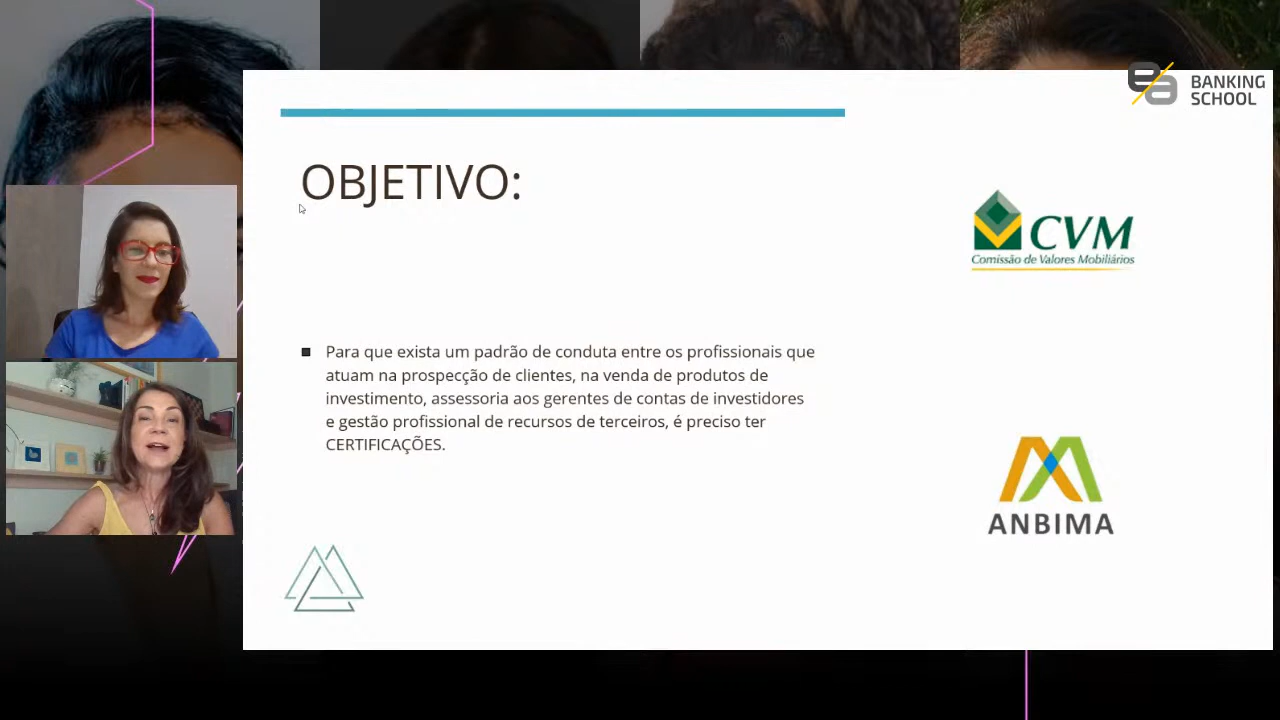 BANKING
SCHOOL
OBJETIVO:
CVM
Comissão de Valores Mobiliários
Para que exista um padrão de conduta entre os profissionais que
atuam na prospecção de clientes, na venda de produtos de
investimento, assessoria aos gerentes de contas de investidores
e gestão profissional de recursos de terceiros, é preciso ter
CERTIFICAÇÕES.
ANBIMA